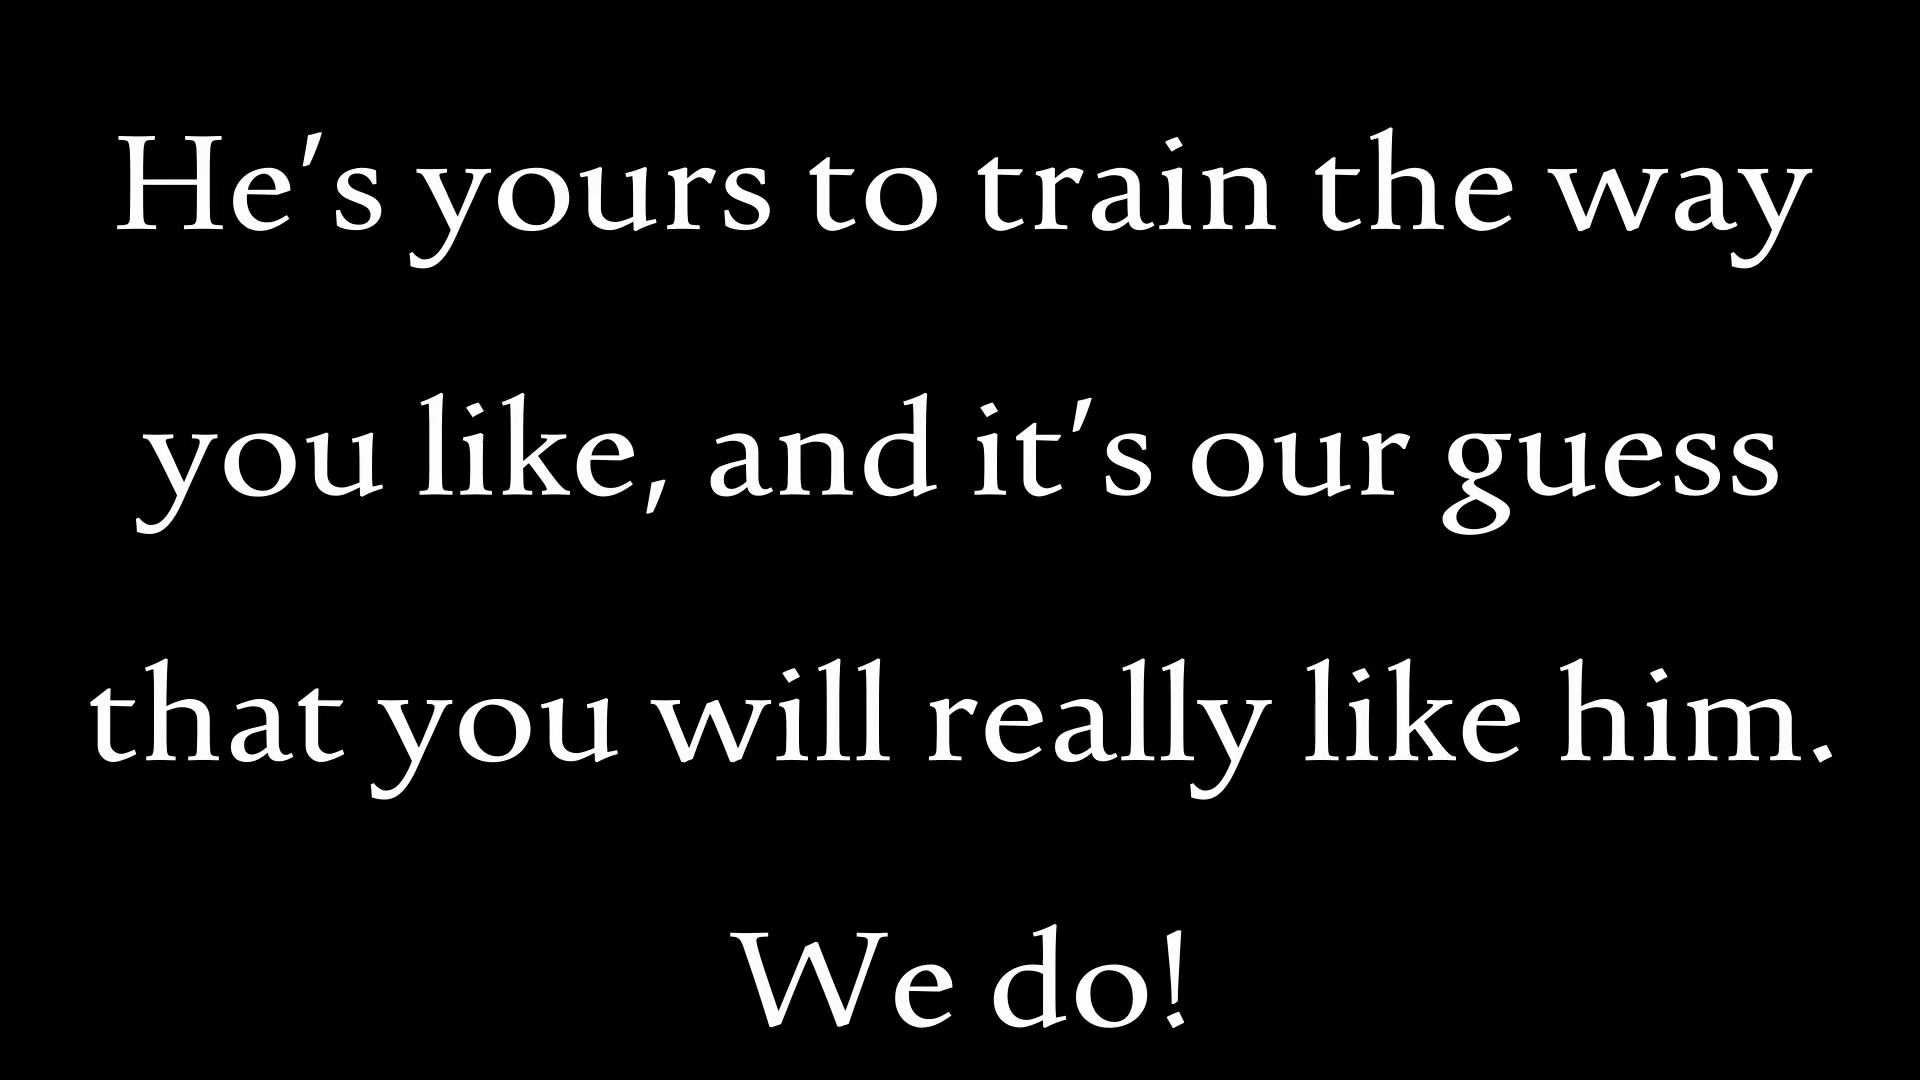 He's yours to train the way
you like, and it's our guess
that you will really like him.
We do!